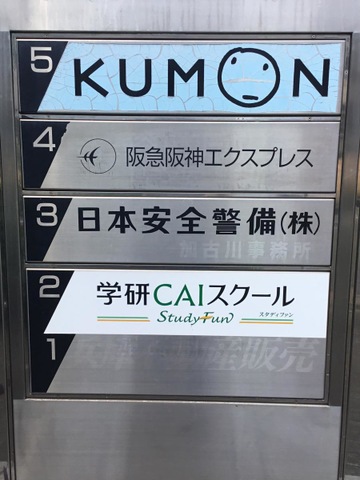 5 KUMON
4 阪急阪神エクスプレス
3 日本安全警備(株)
加古川事務所
2 学研CAIスクール
StudyFun スタディファン
1 販売